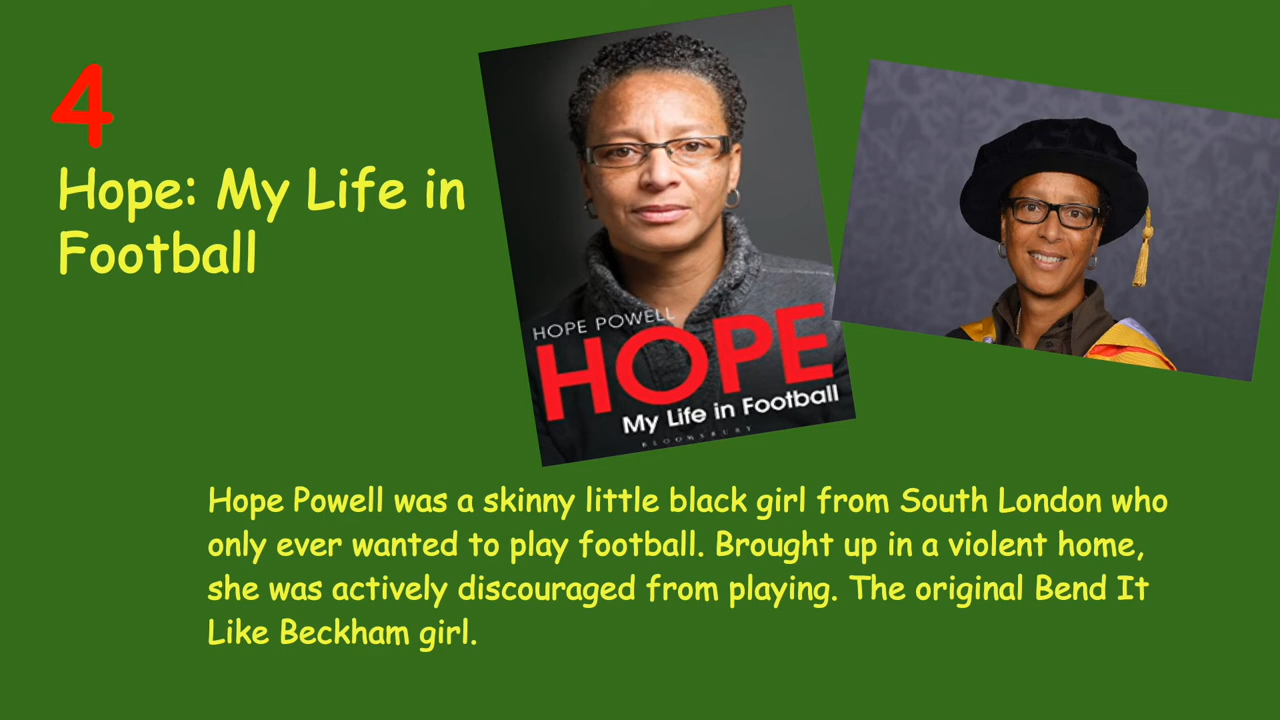 4
Hope: My Life in
Football
HOPE POWELL
HOPE
My Life in Football
BLOOMSBURY
Hope Powell was a skinny little black girl from South London who
only ever wanted to play football. Brought up in a violent home,
she was actively discouraged from playing. The original Bend It
Like Beckham girl.